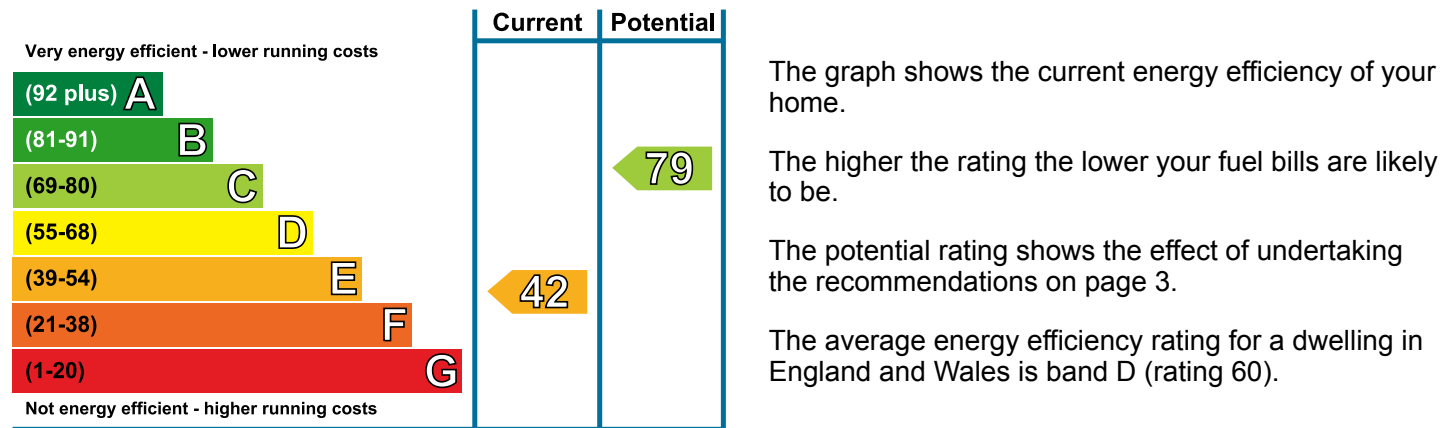 Current Potential
Very energy efficient - lower running costs
(92 plus) A
(81-91) B
(69-80) C
(55-68) D
(39-54) E
(21-38) F
(1-20) G
Not energy efficient - higher running costs
42
79
The graph shows the current energy efficiency of your
home.
The higher the rating the lower your fuel bills are likely
to be.
The potential rating shows the effect of undertaking
the recommendations on page 3.
The average energy efficiency rating for a dwelling in
England and Wales is band D (rating 60).